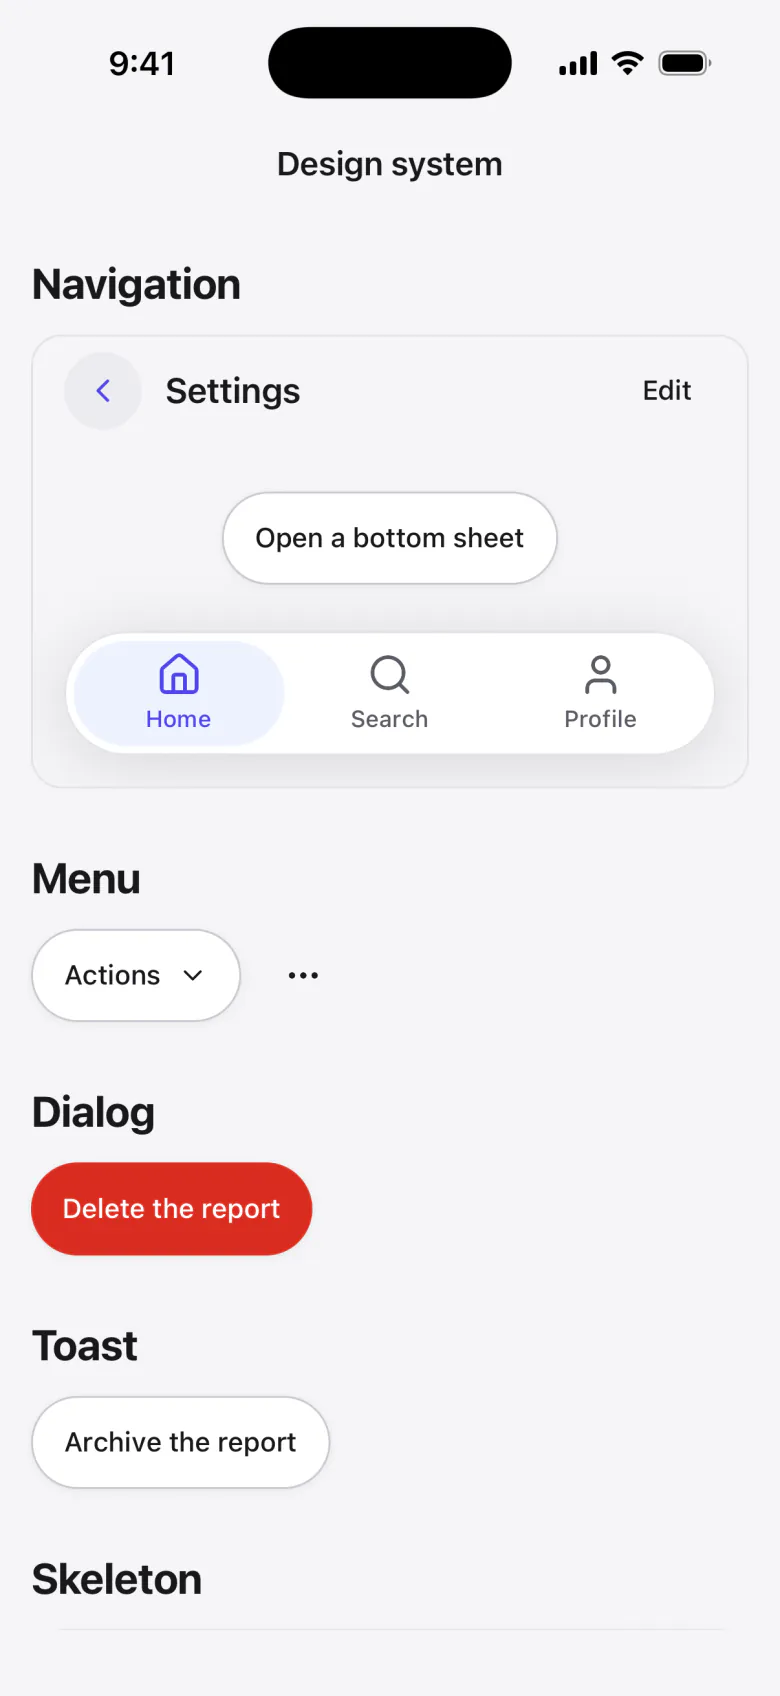 9:41
Design system
Navigation
Settings
Edit
Open a bottom sheet
Home
Search
Profile
Menu
Actions
Dialog
Delete the report
Toast
Archive the report
Skeleton